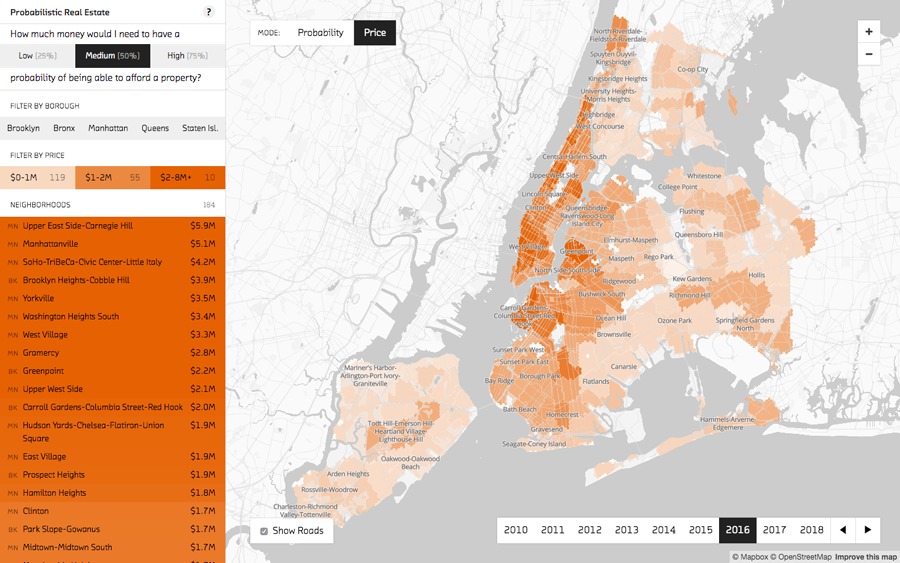 Probabilistic Real Estate
?
How much money would I need to have a
Low (25%)
Medium (50%)
High (75%)
probability of being able to afford a property?
FILTER BY BOROUGH
Brooklyn Bronx Manhattan Queens Staten Isl.
FILTER BY PRICE
$0-1M 119 $1-2M 55 $2-8M+ 10
NEIGHBORHOODS 184
MN Upper East Side-Carnegie Hill $5.9M
MN Manhattanville $5.1M
MN SoHo-TriBeCa-Civic Center-Little Italy $4.2M
BK Brooklyn Heights-Cobble Hill $3.9M
MN Yorkville $3.5M
MN Washington Heights South $3.4M
MN West Village $3.3M
MN Gramercy $2.8M
BK Greenpoint $2.2M
MN Upper West Side $2.1M
BK Carroll Gardens-Columbia Street-Red Hook $2.0M
MN Hudson Yards-Chelsea-Flatiron-Union $1.9M
Square
MN East Village $1.9M
BK Prospect Heights $1.9M
MN Hamilton Heights $1.8M
MN Clinton $1.7M
BK Park Slope-Gowanus $1.7M
MN Midtown-Midtown South $1.7M
MODE: Probability Price
+
−
North Riverdale-
Fieldston-Riverdale
Spuyten Duyvil-
Kingsbridge
Co-op City
Kingsbridge Heights
University Heights-
Morris Heights
Highbridge
West Concourse
Central Harlem South
Upper West Side
Whitestone
College Point
Lincoln Square
Clinton
Queensbridge-
Ravenswood-Long
Island City
Flushing
Queensboro Hill
West Village
Greenpoint
Elmhurst-Maspeth
Maspeth
Rego Park
North Side-South Side
Ridgewood
Kew Gardens
Hollis
Bushwick South
Richmond Hill
Carroll Gardens-
Columbia Street-Red
Hook
Ocean Hill
Ozone Park
Springfield Gardens
North
Brownsville
Sunset Park West
Sunset Park East
Canarsie
Borough Park
Bay Ridge
Flatlands
Mariner's Harbor-
Arlington-Port Ivory-
Graniteville
Bath Beach
Homecrest
Gravesend
Seagate-Coney Island
Hammels-Arverne-
Edgemere
Todt Hill-Emerson Hill-
Heartland Village-
Lighthouse Hill
Oakwood-Oakwood
Beach
Arden Heights
Rossville-Woodrow
Charleston-Richmond
Valley-Tottenville
Show Roads
2010 2011 2012 2013 2014 2015 2016 2017 2018
© Mapbox © OpenStreetMap Improve this map